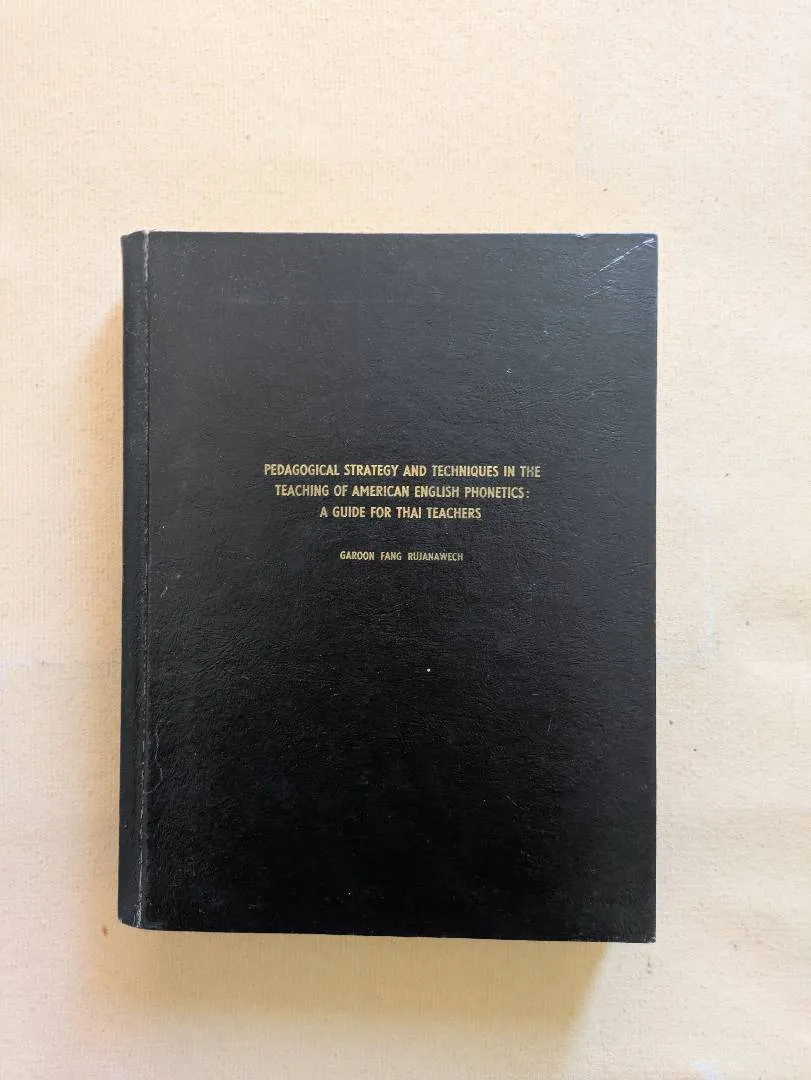 PEDAGOGICAL STRATEGY AND TECHNIQUES IN THE
TEACHING OF AMERICAN ENGLISH PHONETICS:
A GUIDE FOR THAI TEACHERS
GAROON FANG RUJANAWECH